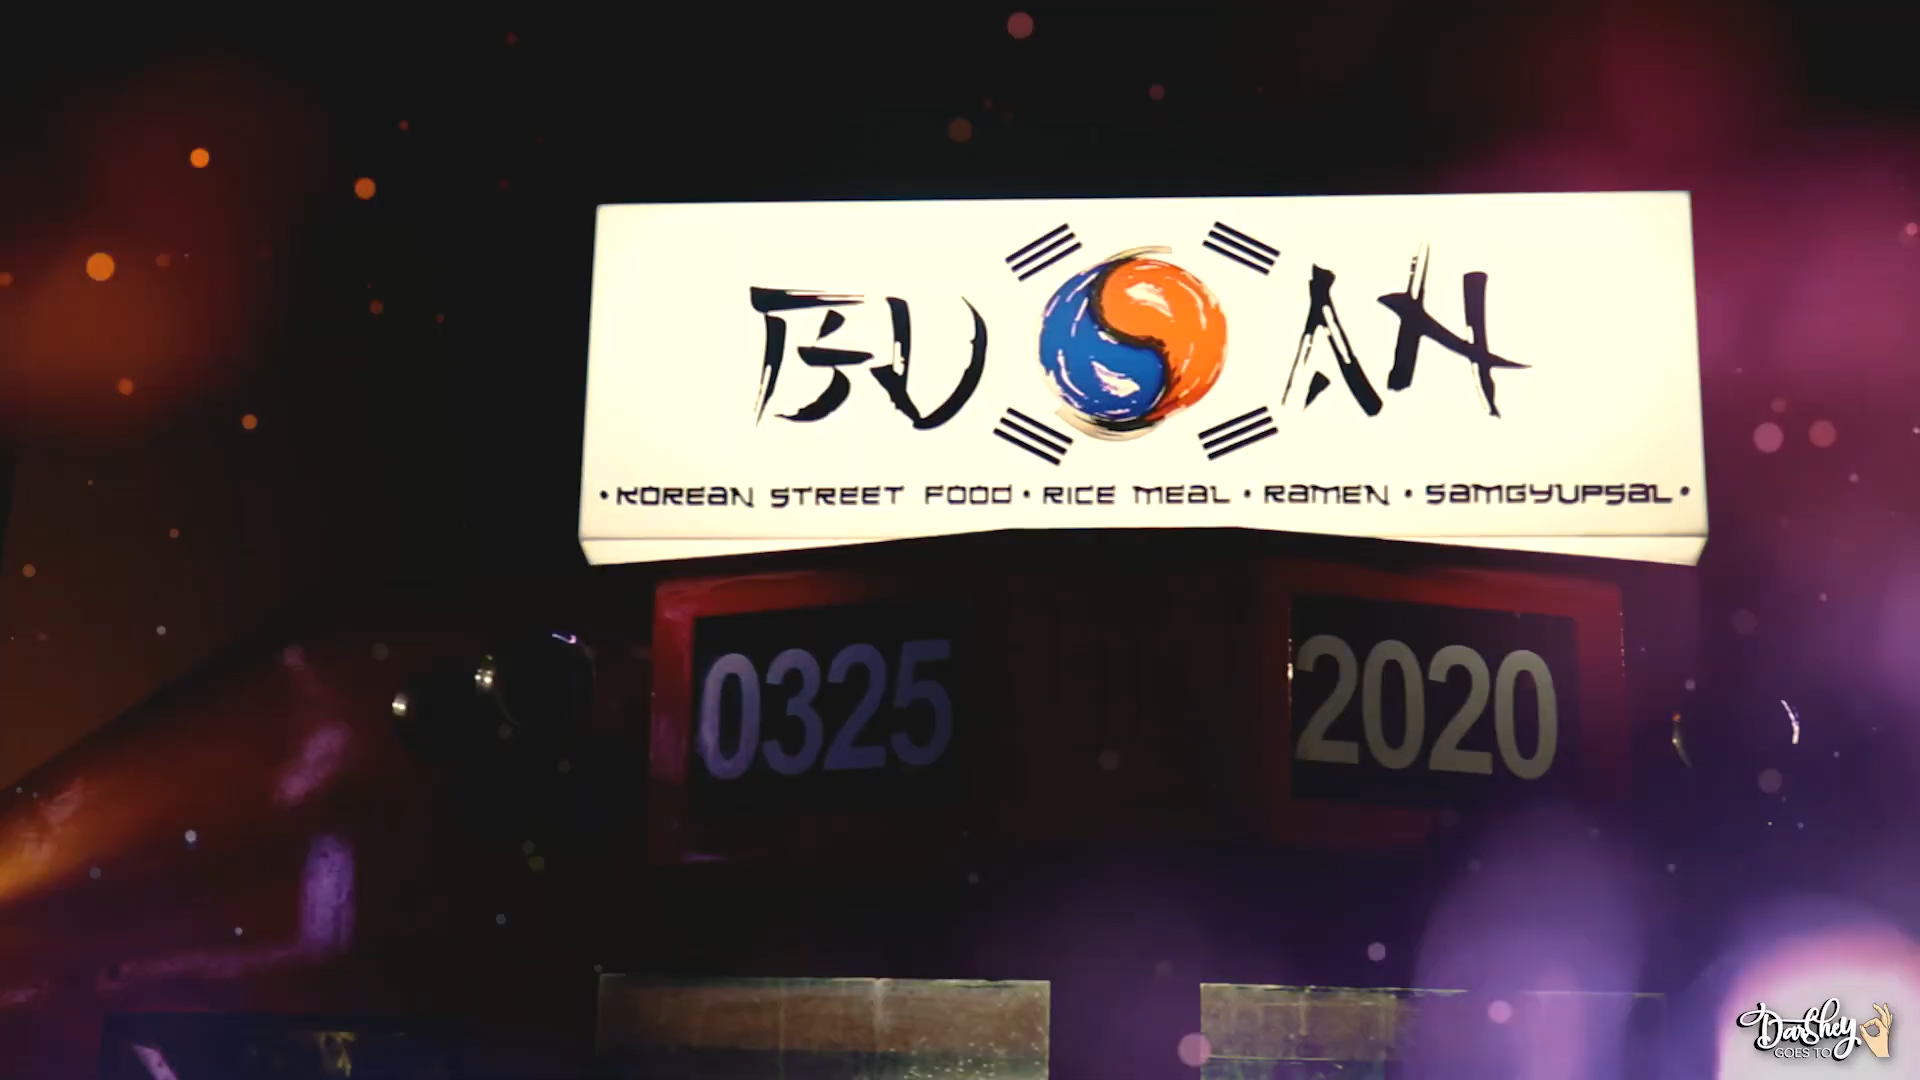 BUSAN
• KOREAN STREET FOOD • RICE MEAL • RAMEN • SAMGYUPSAL •
0325 2020
Darshey
GOES TO